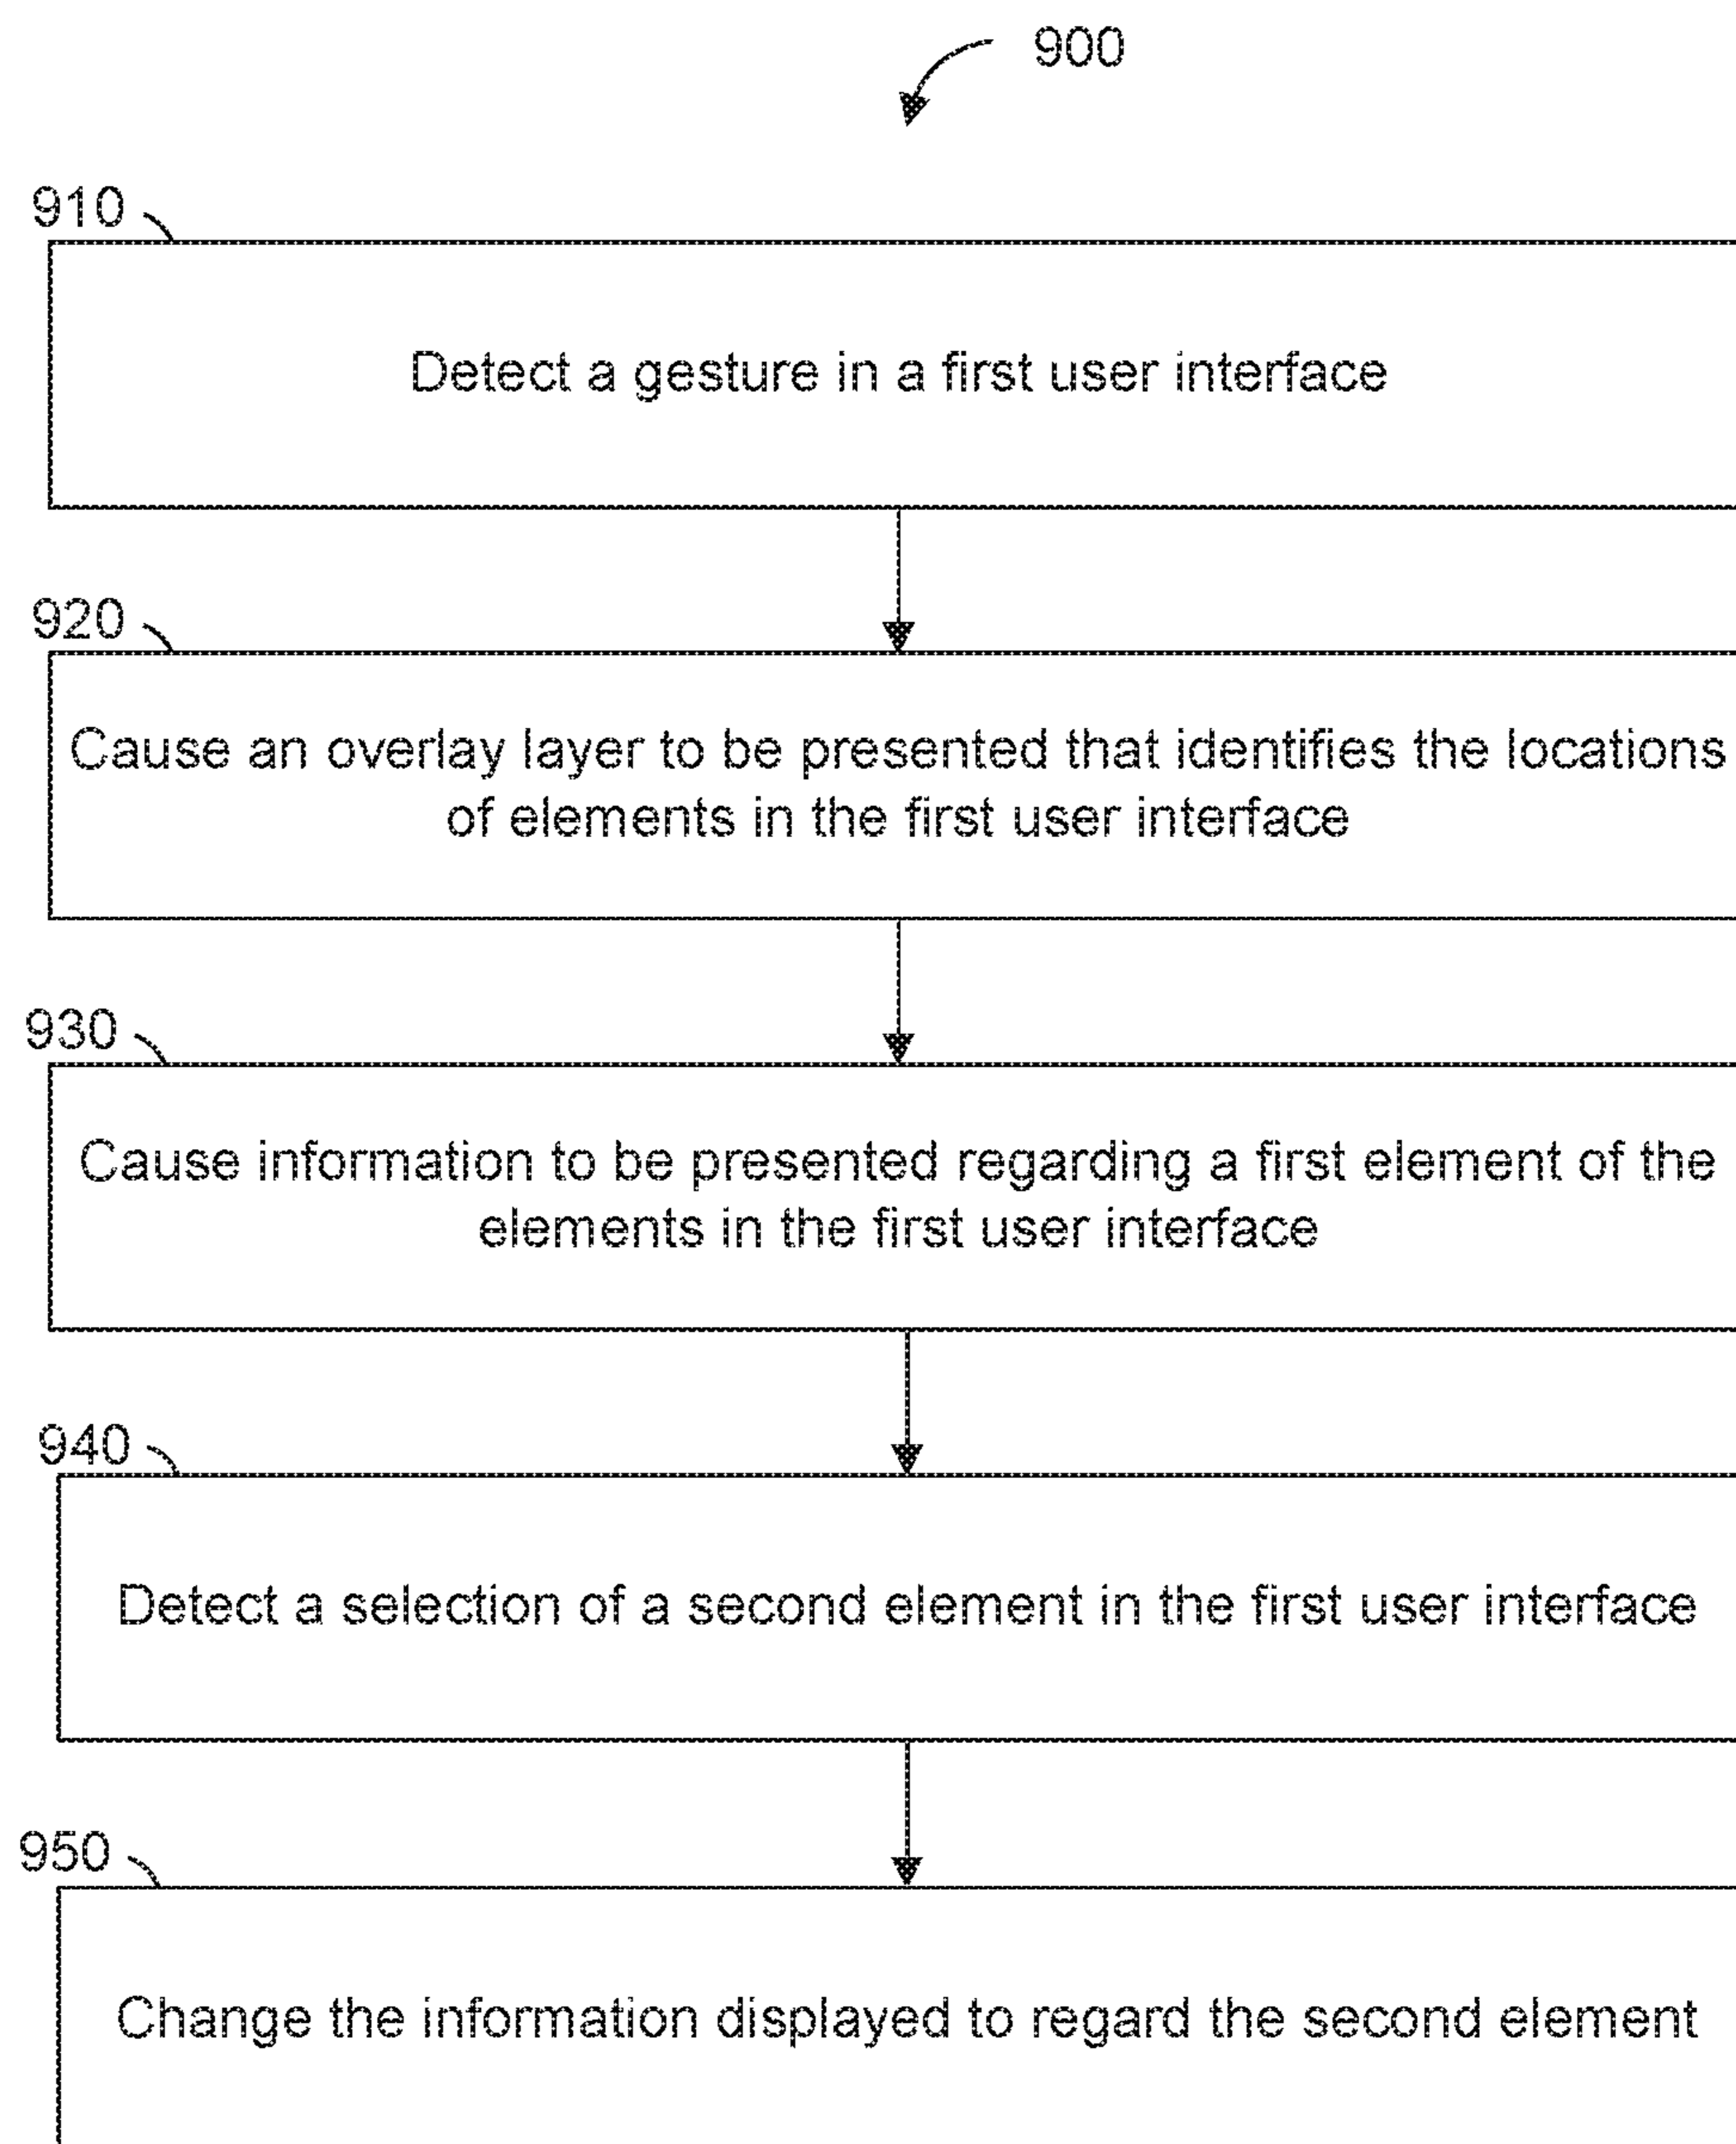 900
910
Detect a gesture in a first user interface
920
Cause an overlay layer to be presented that identifies the locations
of elements in the first user interface
930
Cause information to be presented regarding a first element of the
elements in the first user interface
940
Detect a selection of a second element in the first user interface
950
Change the information displayed to regard the second element